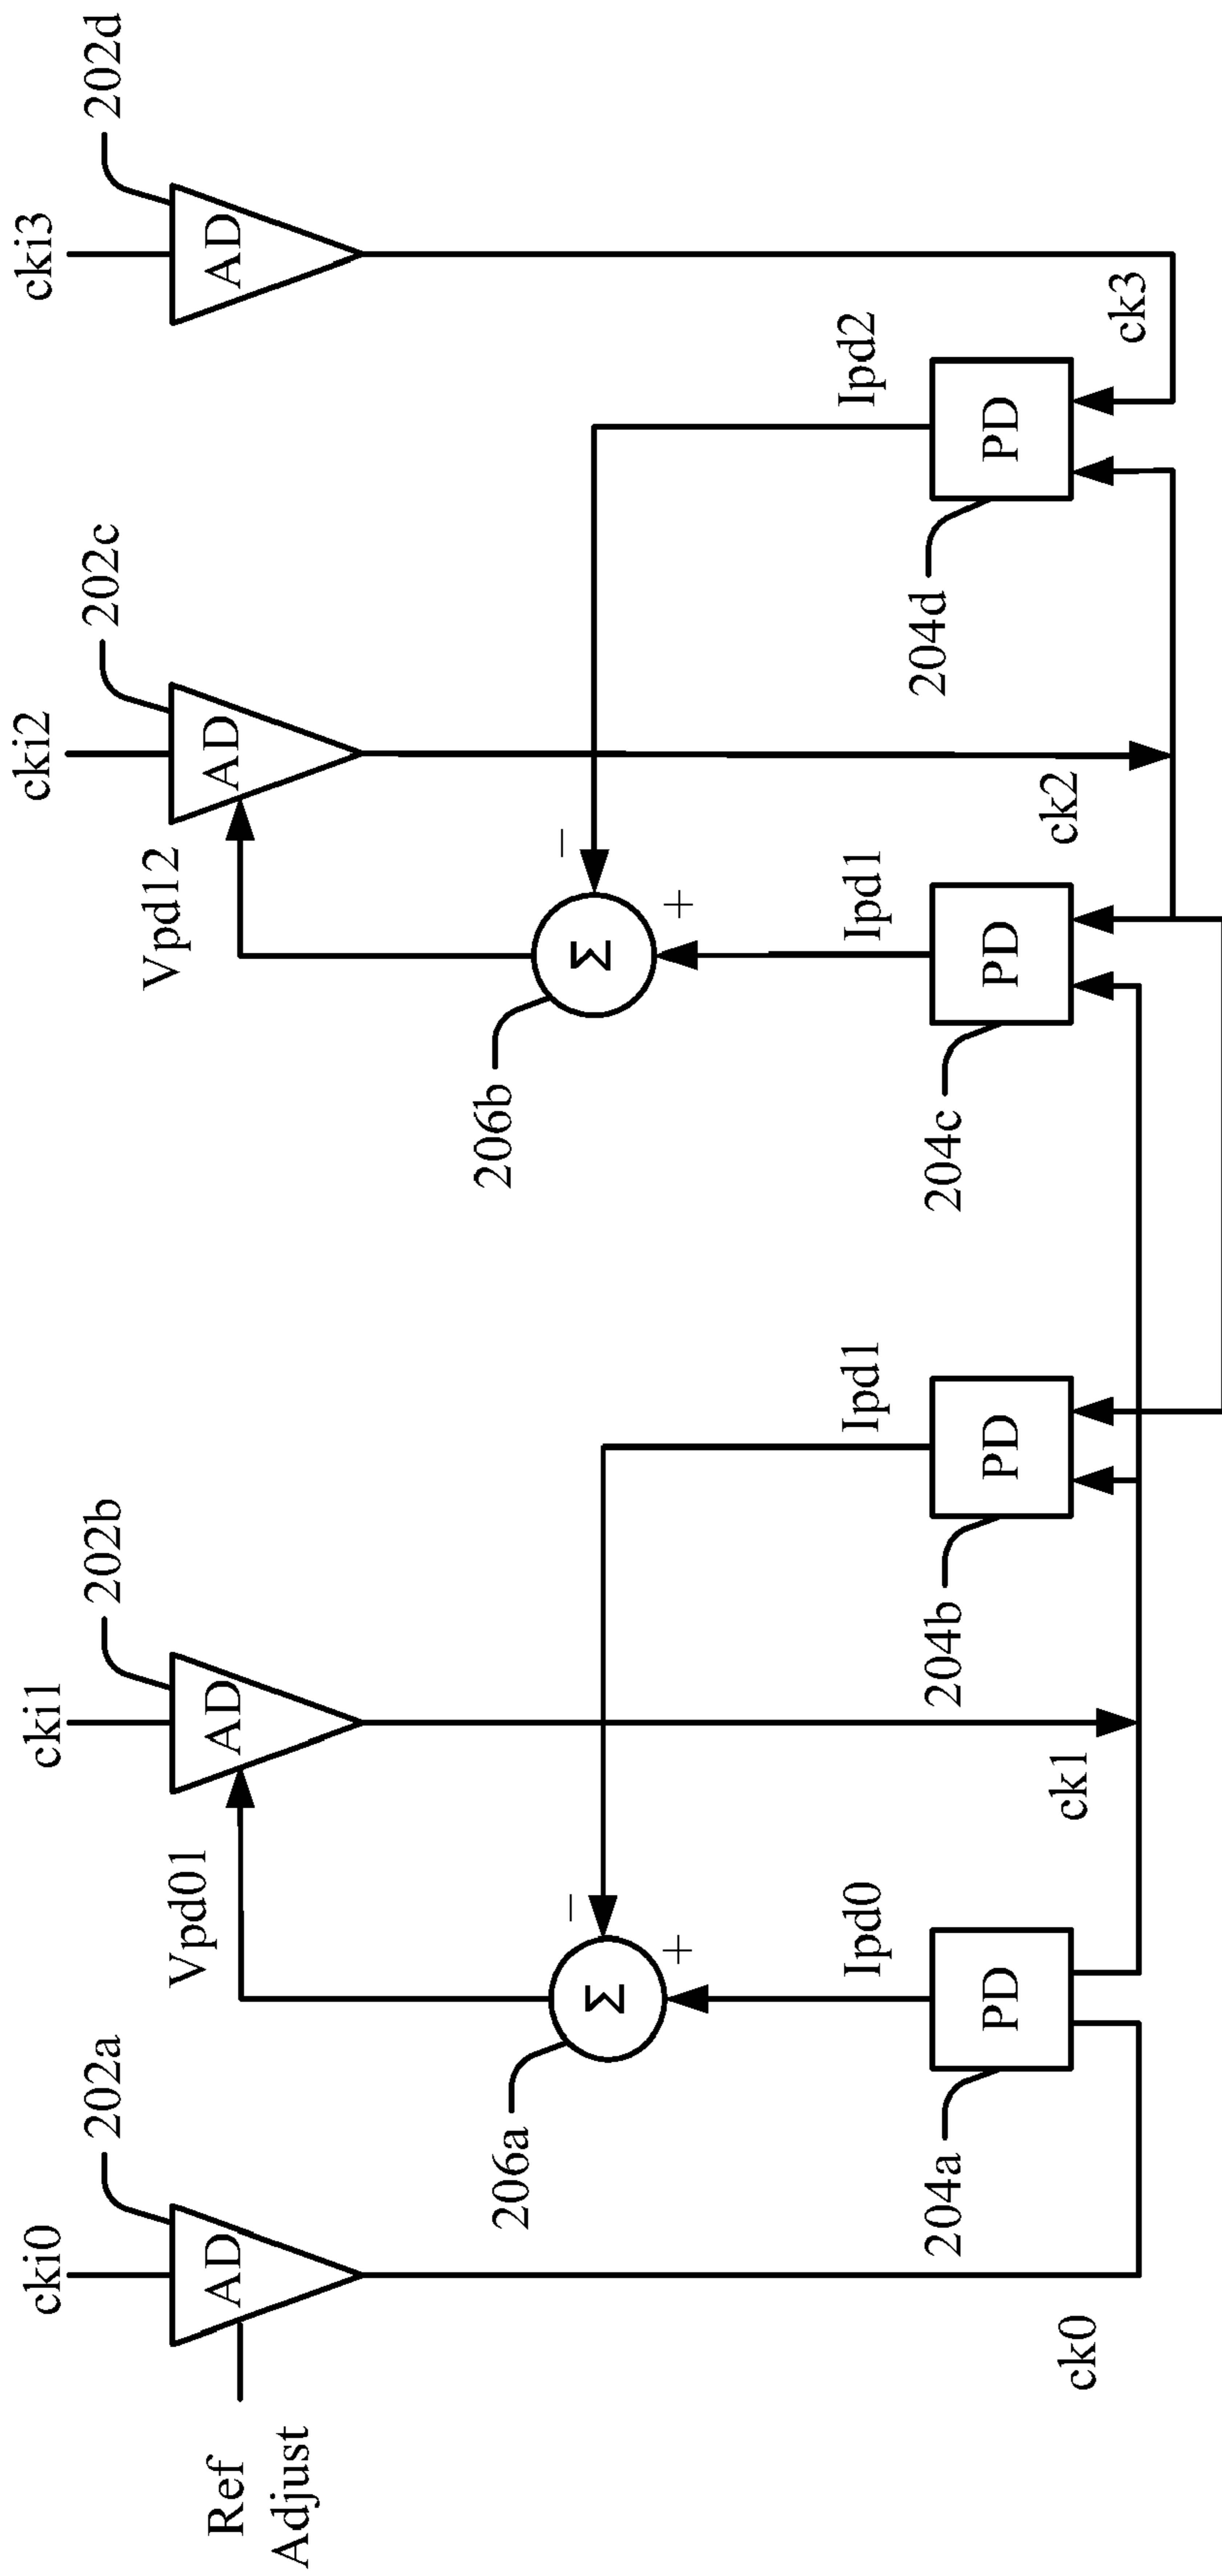 cki0
cki1
cki2
cki3
202a
202b
202c
202d
AD
AD
AD
AD
Ref
Adjust
Vpd01
Vpd12
−
−
Σ
Σ
+
+
206a
206b
Ipd0
Ipd1
Ipd1
Ipd2
PD
PD
PD
PD
204a
204b
204c
204d
ck0
ck1
ck2
ck3